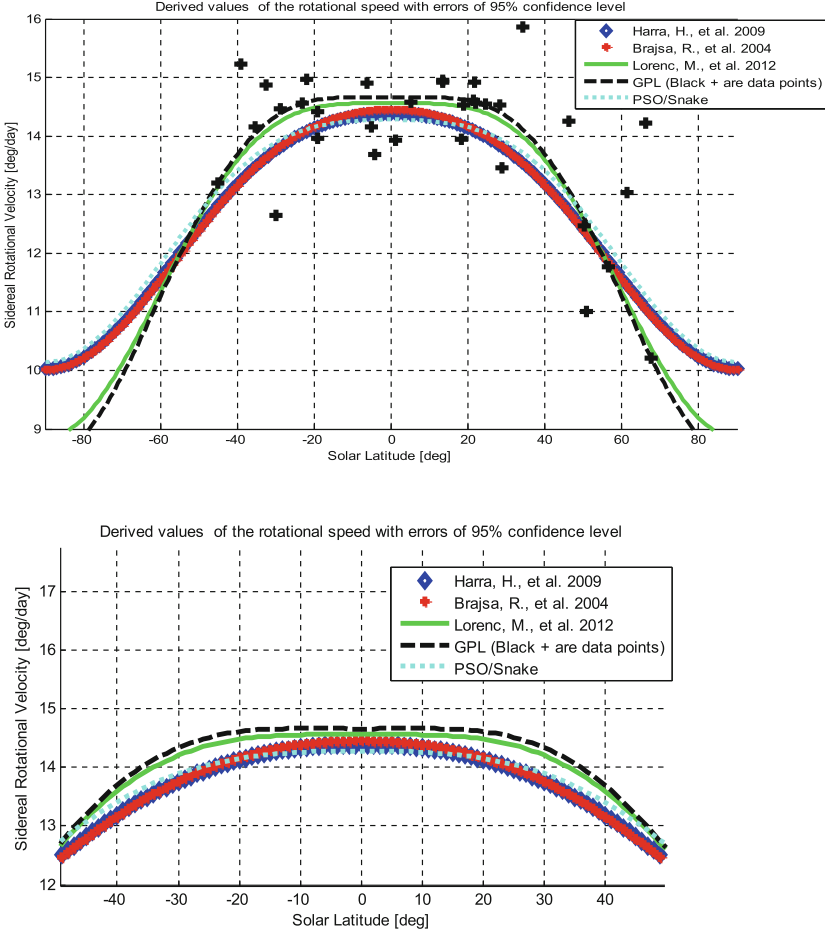 Derived values of the rotational speed with errors of 95% confidence level
Sidereal Rotational Velocity [deg/day]
16
15
14
13
12
11
10
9
Harra, H., et al. 2009
Brajsa, R., et al. 2004
Lorenc, M., et al. 2012
GPL (Black + are data points)
PSO/Snake
-80 -60 -40 -20 0 20 40 60 80
Solar Latitude [deg]
Derived values of the rotational speed with errors of 95% confidence level
Sidereal Rotational Velocity [deg/day]
17
16
15
14
13
12
Harra, H., et al. 2009
Brajsa, R., et al. 2004
Lorenc, M., et al. 2012
GPL (Black + are data points)
PSO/Snake
-40 -30 -20 -10 0 10 20 30 40
Solar Latitude [deg]